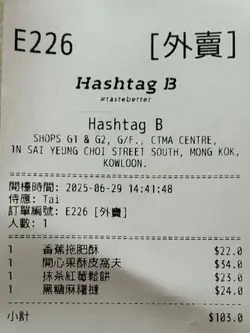 E226 [外賣]
Hashtag B
#tastebetter
Hashtag B
SHOPS G1 & G2, G/F., CTMA CENTRE,
1N SAI YEUNG CHOI STREET SOUTH, MONG KOK,
KOWLOON.
開檯時間: 2025-06-29 14:41:48
侍應: Tai
訂單編號: E226 [外賣]
人數: 1
1 香蕉拖肥酥 $22.0
1 開心果酥皮窩夫 $34.0
1 抹茶紅莓鬆餅 $23.0
1 黑糖麻糬撻 $24.0
小計 $103.0